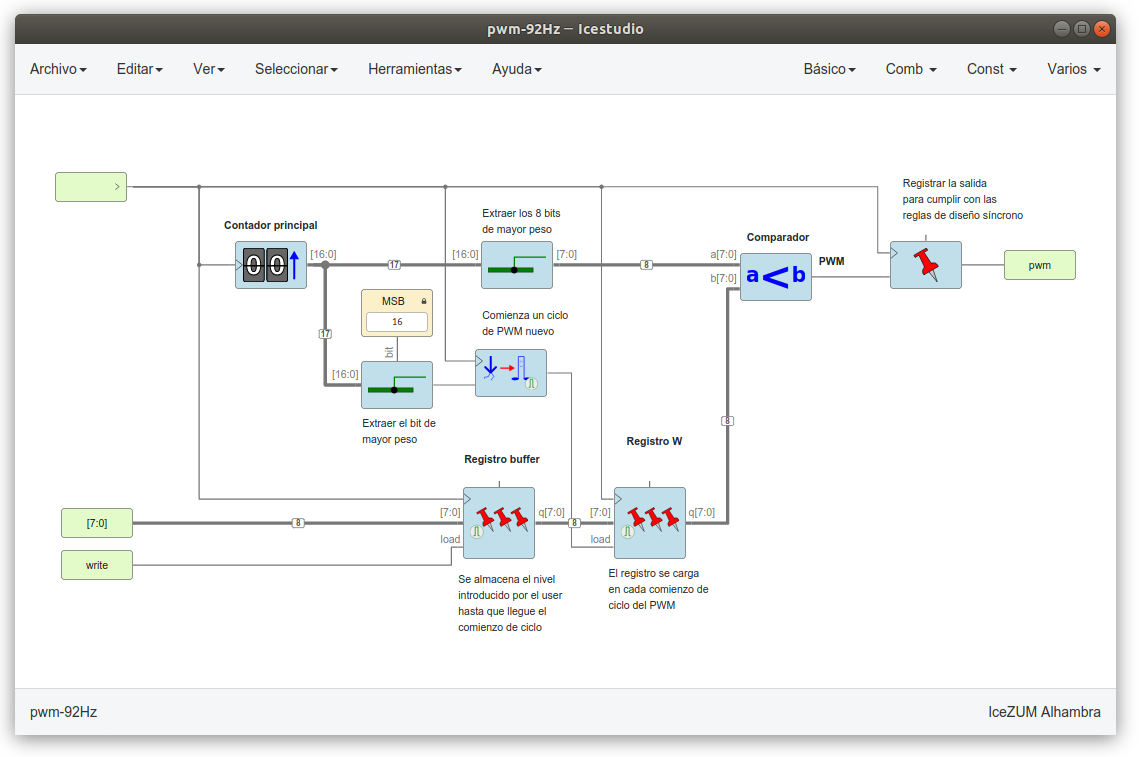 pwm-92Hz – Icestudio
Archivo Editar Ver Seleccionar Herramientas Ayuda Básico Comb Const Varios
Registrar la salida
para cumplir con las
reglas de diseño síncrono
Contador principal
Extraer los 8 bits
de mayor peso
Comparador
[16:0]
17
[16:0]
[7:0]
8
a[7:0]
b[7:0]
00
a<b
PWM
pwm
MSB
16
bit
17
Comienza un ciclo
de PWM nuevo
[16:0]
Extraer el bit de
mayor peso
8
Registro buffer
Registro W
[7:0]
8
[7:0]
q[7:0]
8
[7:0]
q[7:0]
load
load
write
Se almacena el nivel
introducido por el user
hasta que llegue el
comienzo de ciclo
El registro se carga
en cada comienzo de
ciclo del PWM
pwm-92Hz
IceZUM Alhambra